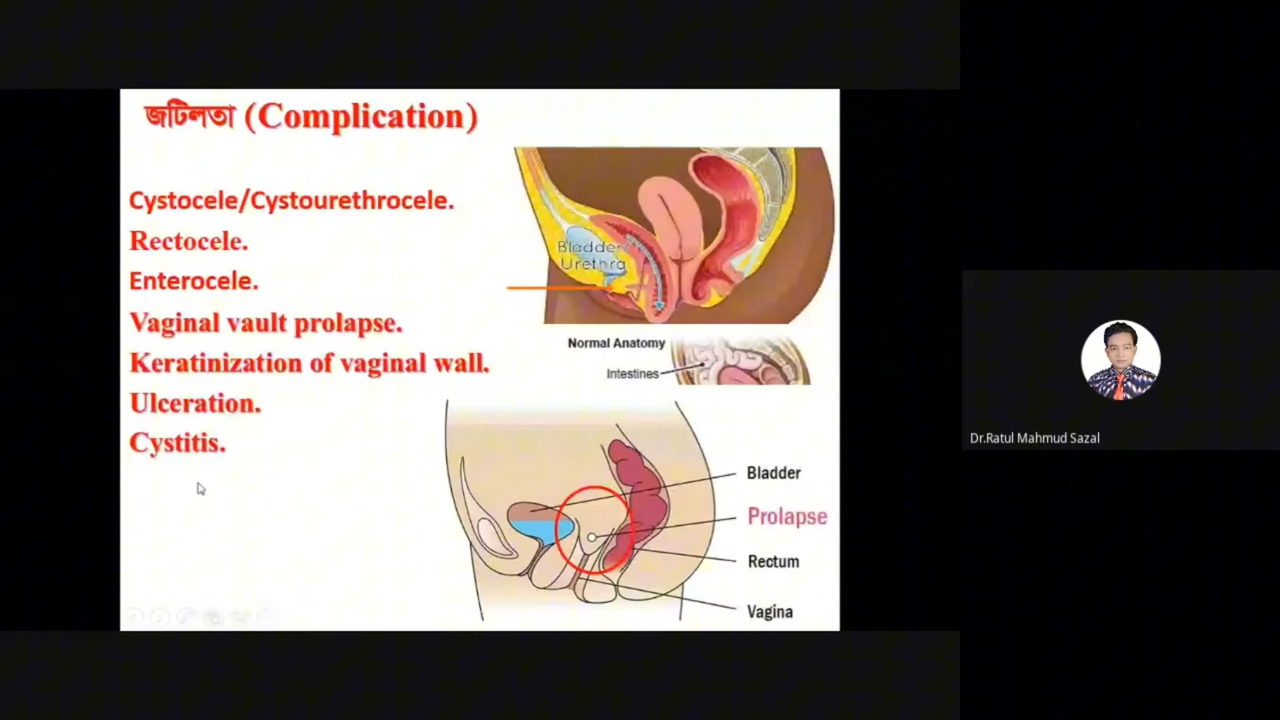 জটিলতা (Complication)
Cystocele/Cystourethrocele.
Rectocele.
Enterocele.
Vaginal vault prolapse.
Keratinization of vaginal wall.
Ulceration.
Cystitis.
Bladder/
Urethra
Normal Anatomy
Intestines
Bladder
Prolapse
Rectum
Vagina
Dr.Ratul Mahmud Sazal